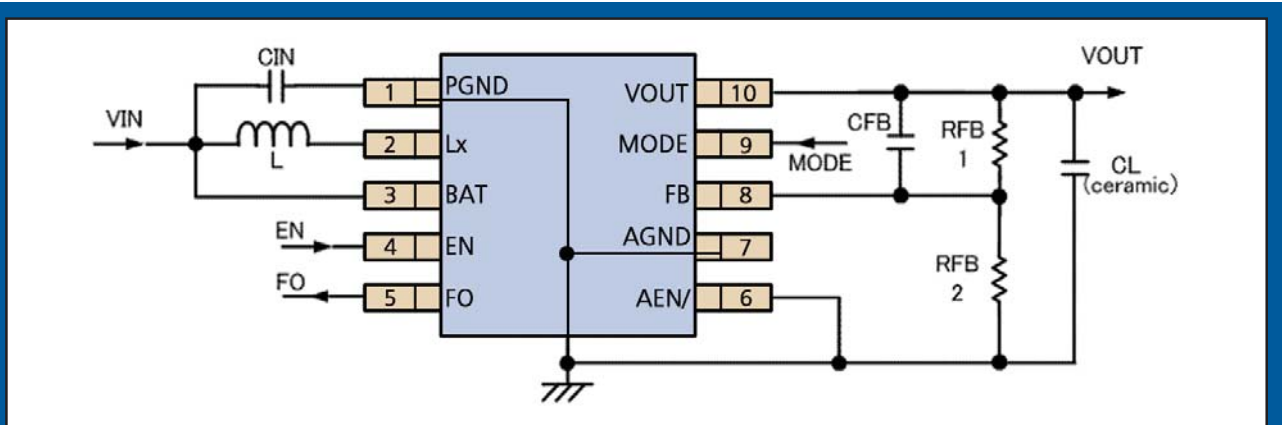 CIN
VIN
L
EN
FO
1
2
3
4
5
PGND
Lx
BAT
EN
FO
VOUT
MODE
FB
AGND
AEN/
10
9
8
7
6
MODE
CFB
RFB
1
RFB
2
VOUT
CL
(ceramic)